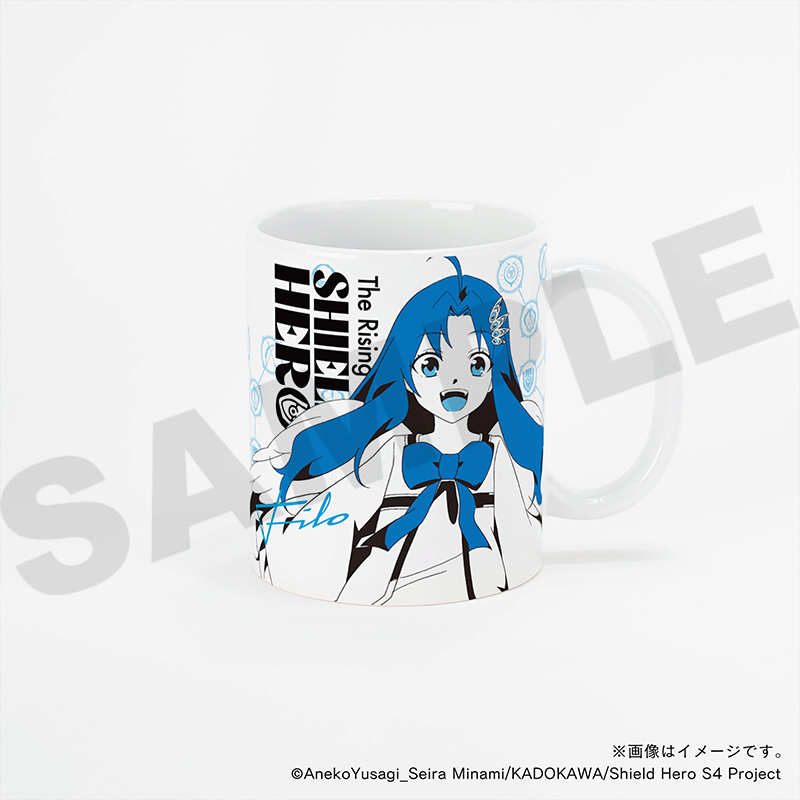 The Rising
SHIEL
HERO
Filo
SAMPLE
※画像はイメージです。
©AnekoYusagi_Seira Minami/KADOKAWA/Shield Hero S4 Project